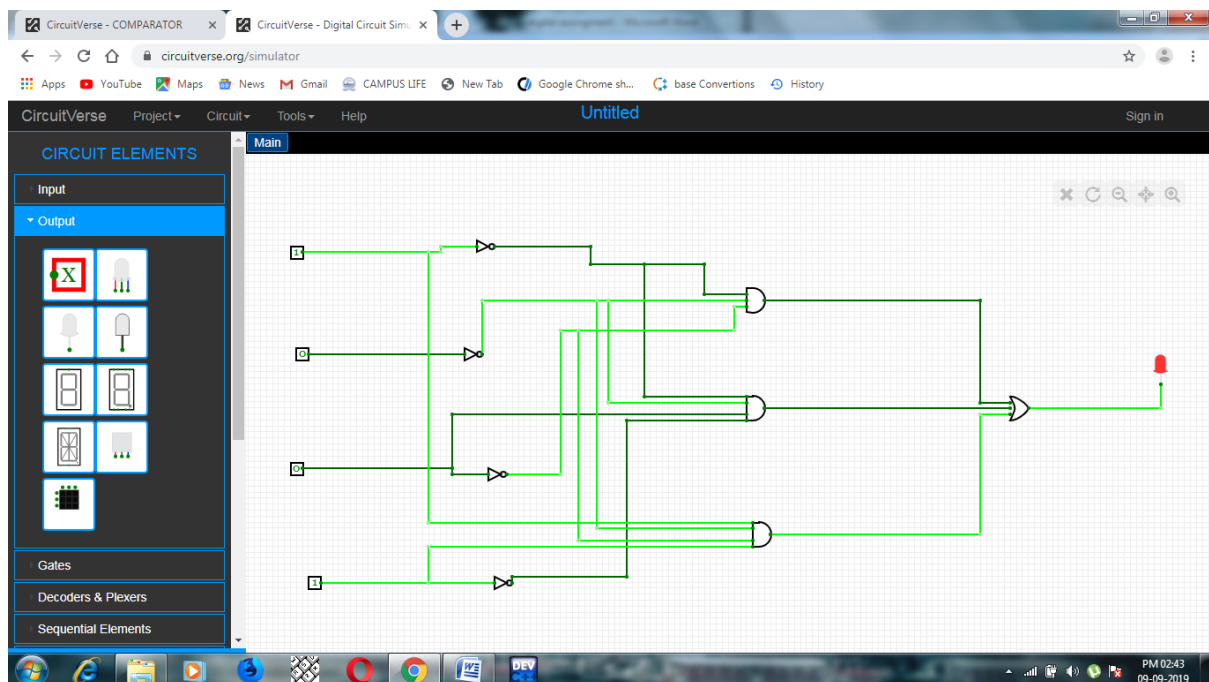 CircuitVerse - COMPARATOR
CircuitVerse - Digital Circuit Simu
circuitverse.org/simulator
Apps YouTube Maps News Gmail CAMPUS LIFE New Tab Google Chrome sh... base Convertions History
CircuitVerse Project Circuit Tools Help Untitled Sign in
CIRCUIT ELEMENTS
Main
Input
Output
X
Gates
Decoders & Plexers
Sequential Elements
1
0
0
1
W
DEV
C++
PM 02:43
09-09-2019